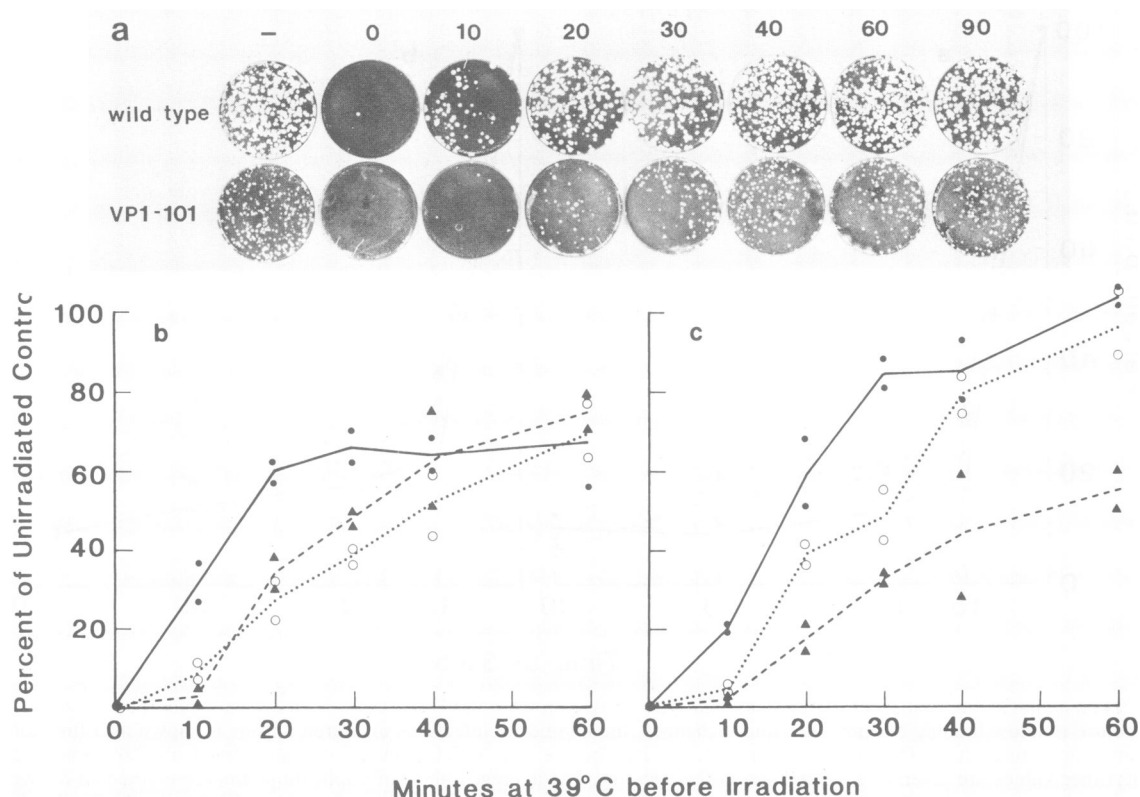 a
− 0 10 20 30 40 60 90
wild type
VP1-101
b
c
Percent of Unirradiated Contro
100
80
60
40
20
10 20 30 40 50 60
0 10 20 30 40 50 60
Minutes at 39°C before Irradiation